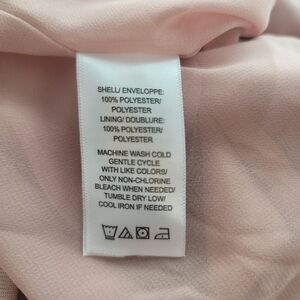 SHELL/ ENVELOPPE:
100% POLYESTER/
POLYESTER
LINING/ DOUBLURE:
100% POLYESTER/
POLYESTER
MACHINE WASH COLD
GENTLE CYCLE
WITH LIKE COLORS/
ONLY NON-CHLORINE
BLEACH WHEN NEEDED/
TUMBLE DRY LOW/
COOL IRON IF NEEDED